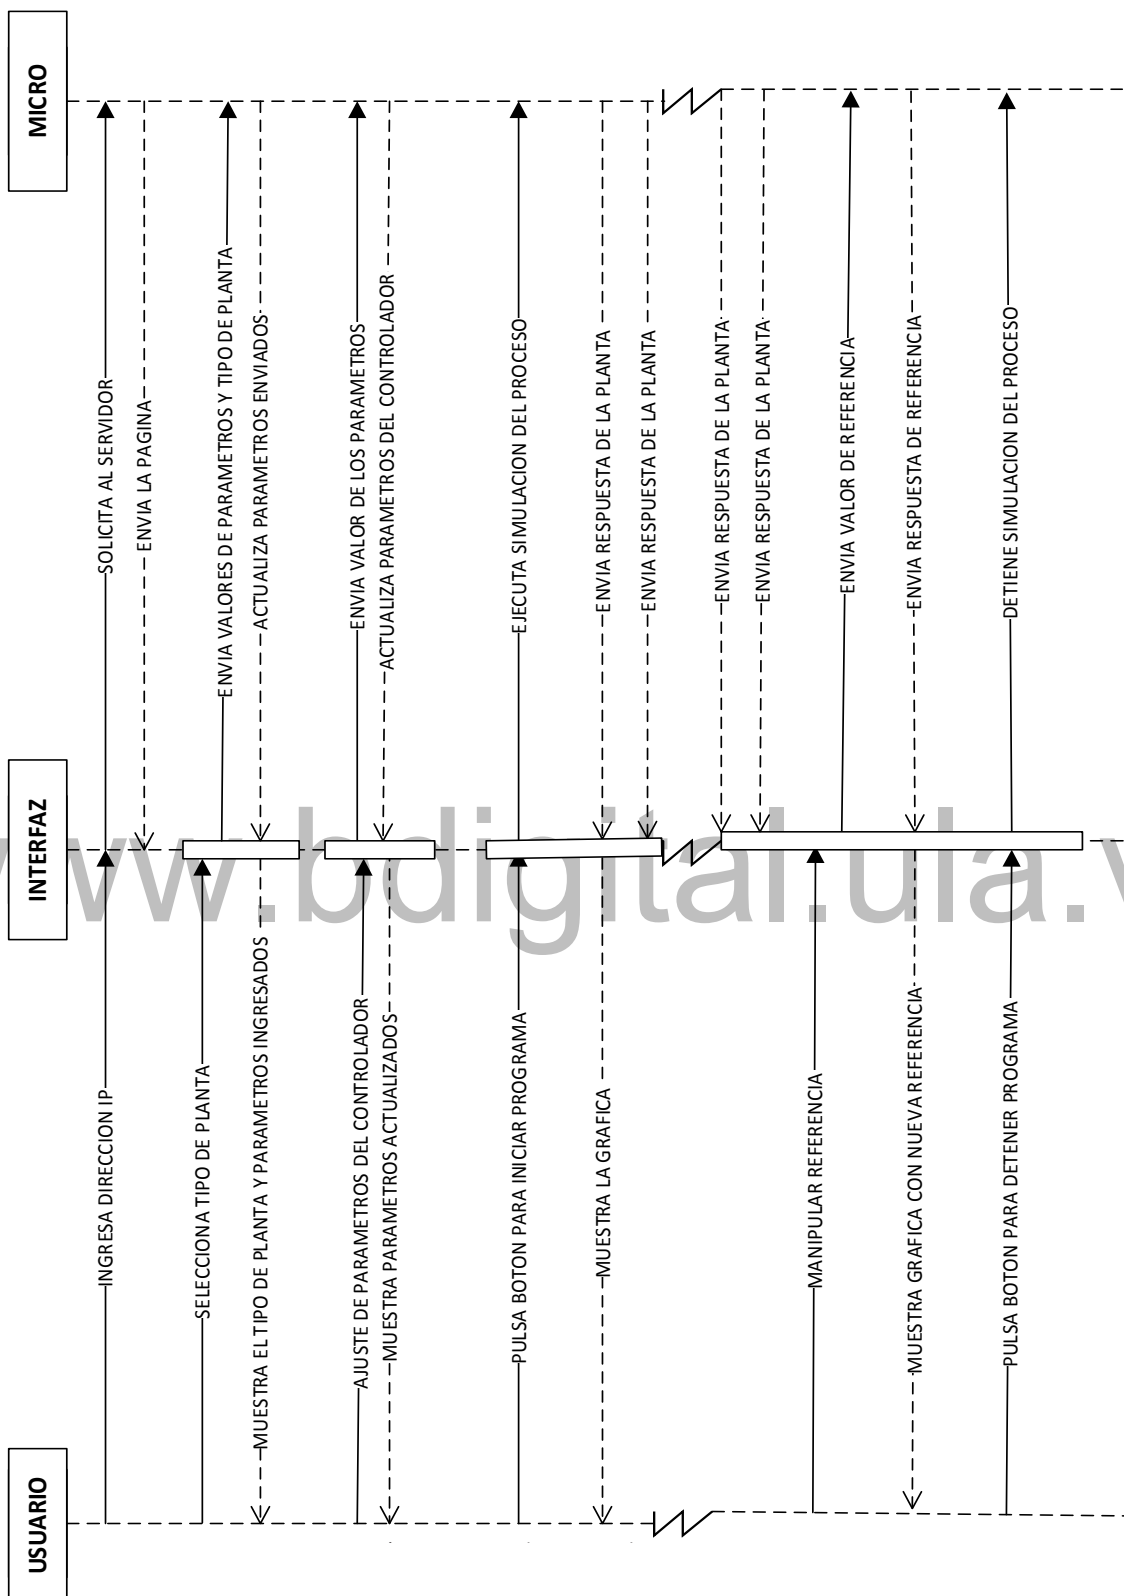 USUARIO
INTERFAZ
MICRO
INGRESA DIRECCION IP
SOLICITA AL SERVIDOR
ENVIA LA PAGINA
SELECCIONA TIPO DE PLANTA
ENVIA VALORES DE PARAMETROS Y TIPO DE PLANTA
ACTUALIZA PARAMETROS ENVIADOS
MUESTRA EL TIPO DE PLANTA Y PARAMETROS INGRESADOS
AJUSTE DE PARAMETROS DEL CONTROLADOR
ENVIA VALOR DE LOS PARAMETROS
ACTUALIZA PARAMETROS DEL CONTROLADOR
MUESTRA PARAMETROS ACTUALIZADOS
PULSA BOTON PARA INICIAR PROGRAMA
EJECUTA SIMULACION DEL PROCESO
ENVIA RESPUESTA DE LA PLANTA
MUESTRA LA GRAFICA
ENVIA RESPUESTA DE LA PLANTA
ENVIA RESPUESTA DE LA PLANTA
ENVIA RESPUESTA DE LA PLANTA
MANIPULAR REFERENCIA
ENVIA VALOR DE REFERENCIA
ENVIA RESPUESTA DE REFERENCIA
MUESTRA GRAFICA CON NUEVA REFERENCIA
PULSA BOTON PARA DETENER PROGRAMA
DETIENE SIMULACION DEL PROCESO
www.bdigital.ula.v